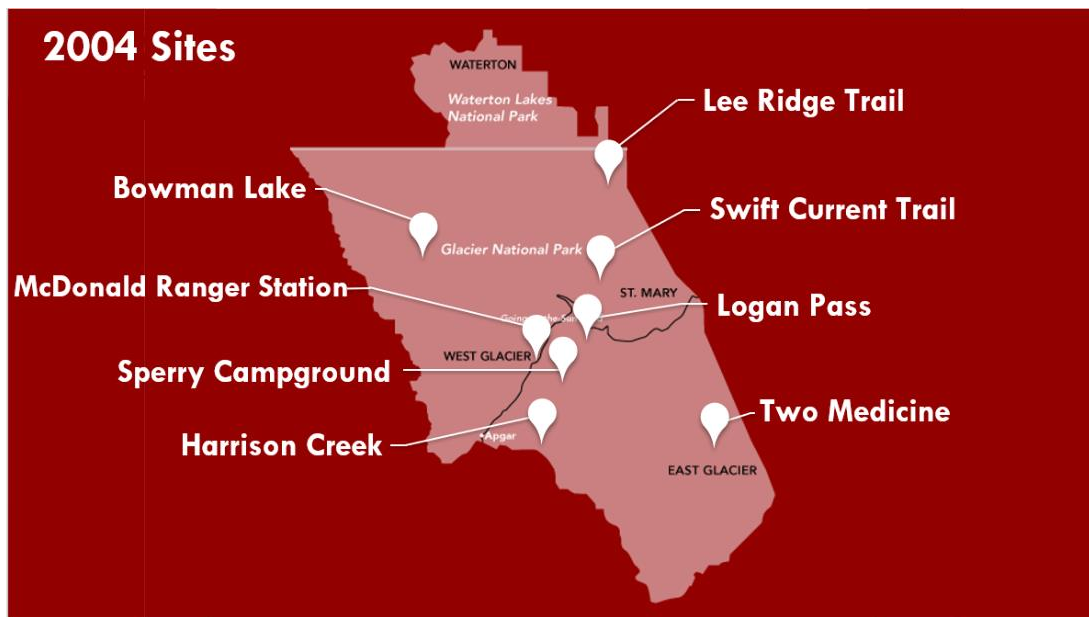 2004 Sites
WATERTON
Waterton Lakes
National Park
Lee Ridge Trail
Bowman Lake
Swift Current Trail
Glacier National Park
McDonald Ranger Station
ST. MARY
Logan Pass
WEST GLACIER
Sperry Campground
Two Medicine
Harrison Creek
Apgar
EAST GLACIER